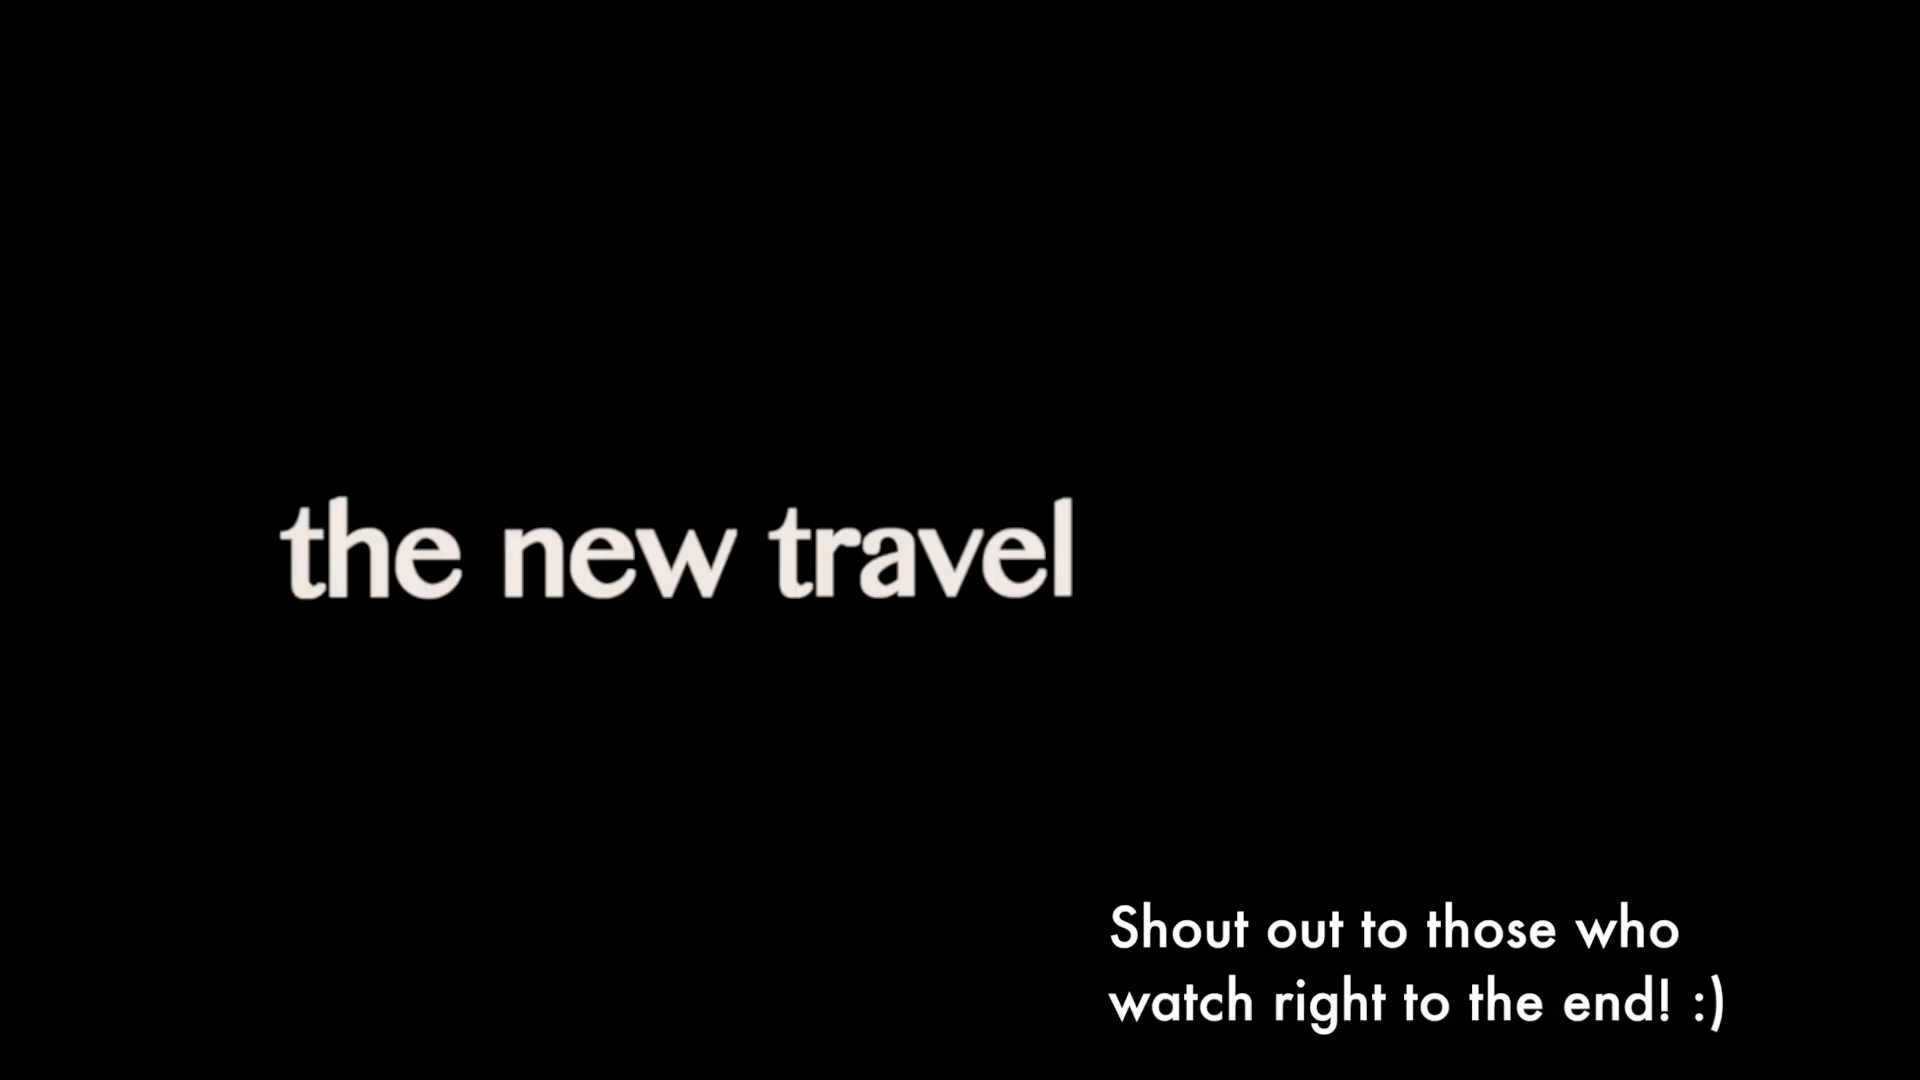 the new travel
Shout out to those who
watch right to the end! :)